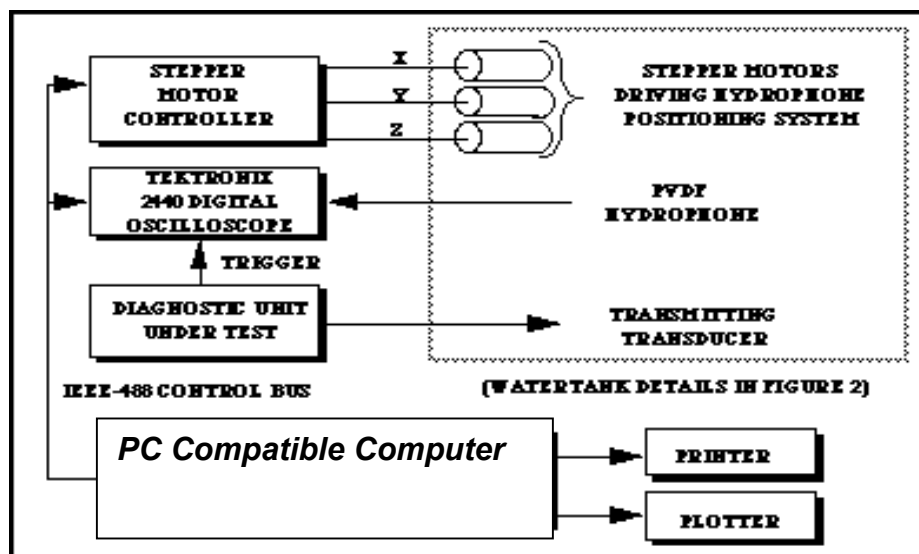 STEPPER
MOTOR
CONTROLLER
X
Y
Z
STEPPER MOTORS
DRIVING HYDROPHONE
POSITIONING SYSTEM
TEKTRONIX
2440 DIGITAL
OSCILLOSCOPE
PVDF
HYDROPHONE
TRIGGER
DIAGNOSTIC UNIT
UNDER TEST
TRANSMITTING
TRANSDUCER
IEEE-488 CONTROL BUS
(WATERTANK DETAILS IN FIGURE 2)
PC Compatible Computer
PRINTER
PLOTTER